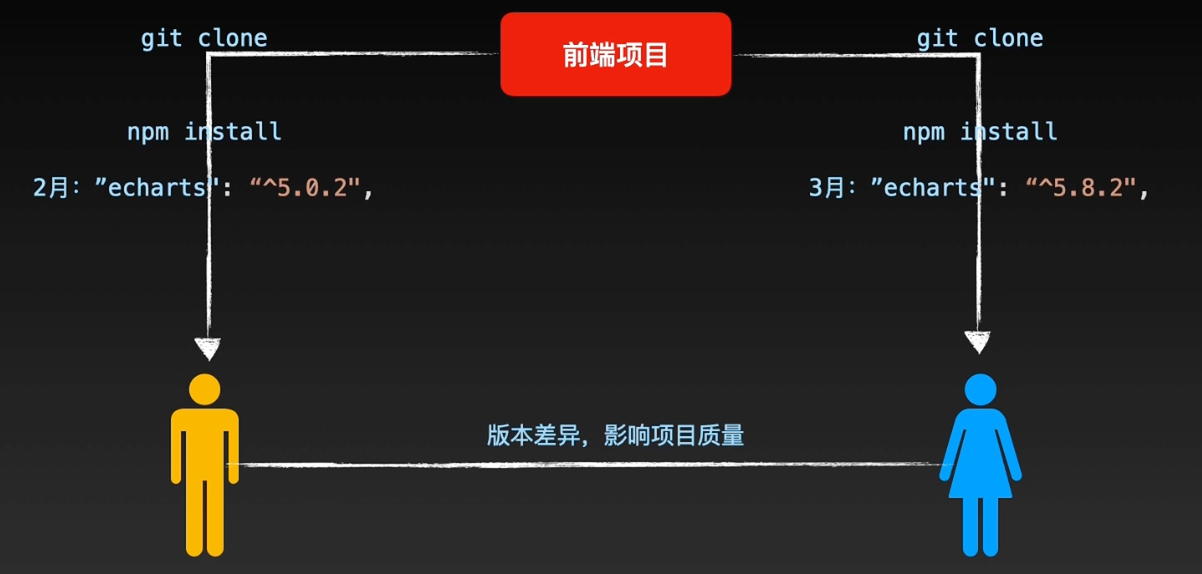 前端项目
git clone
npm install
2月：”echarts": “^5.0.2",
git clone
npm install
3月：”echarts": “^5.8.2",
版本差异，影响项目质量